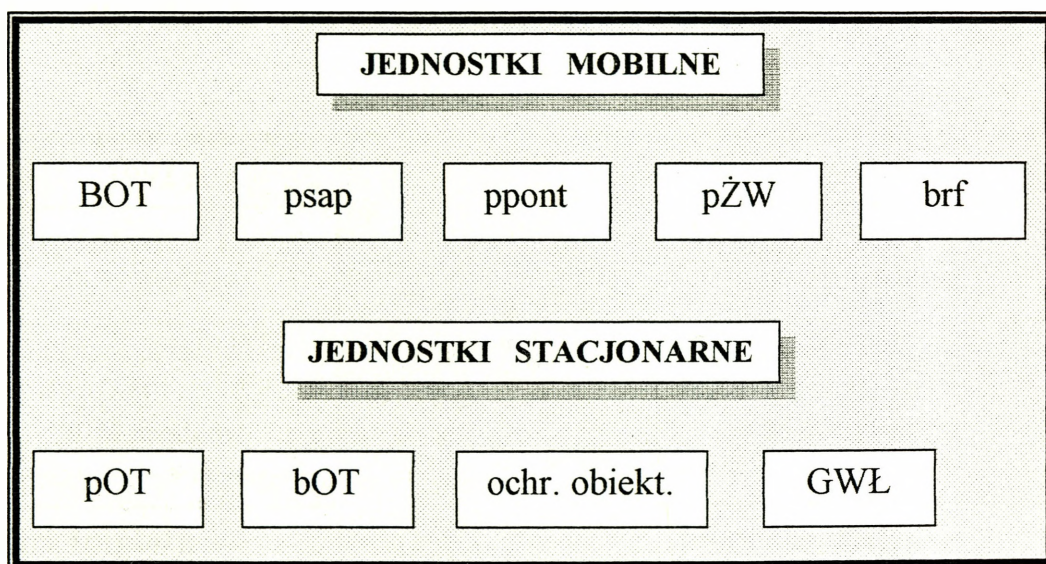 JEDNOSTKI MOBILNE
BOT psap ppont pŻW brf
JEDNOSTKI STACJONARNE
pOT bOT ochr. obiekt. GWŁ